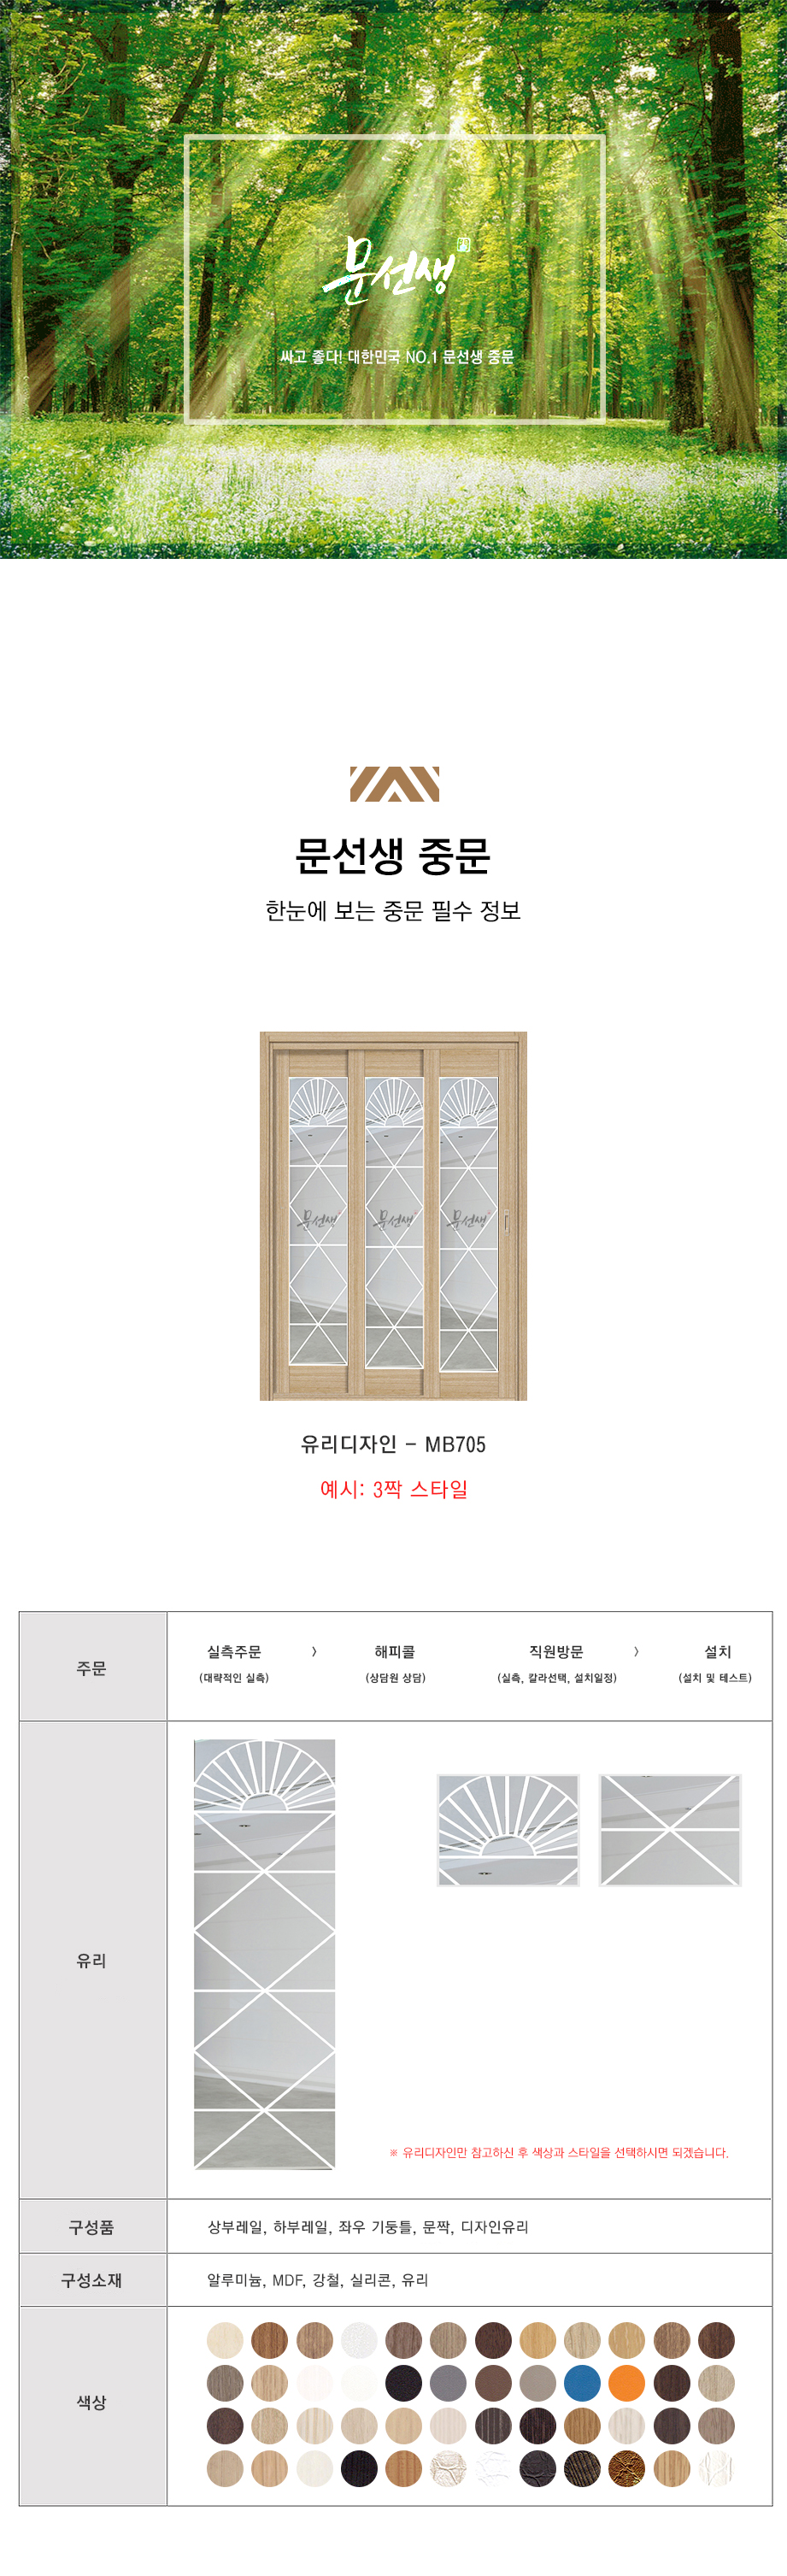 문선생
싸고 좋다! 대한민국 NO.1 문선생 중문
문선생 중문
한눈에 보는 중문 필수 정보
문선생 문선생 문선생
유리디자인 - MB705
예시: 3짝 스타일
주문
실측주문 > 해피콜 직원방문 > 설치
(대략적인 실측) (상담원 상담) (실측, 칼라선택, 설치일정) (설치 및 테스트)
유리
※ 유리디자인만 참고하신 후 색상과 스타일을 선택하시면 되겠습니다.
구성품
상부레일, 하부레일, 좌우 기둥틀, 문짝, 디자인유리
구성소재
알루미늄, MDF, 강철, 실리콘, 유리
색상